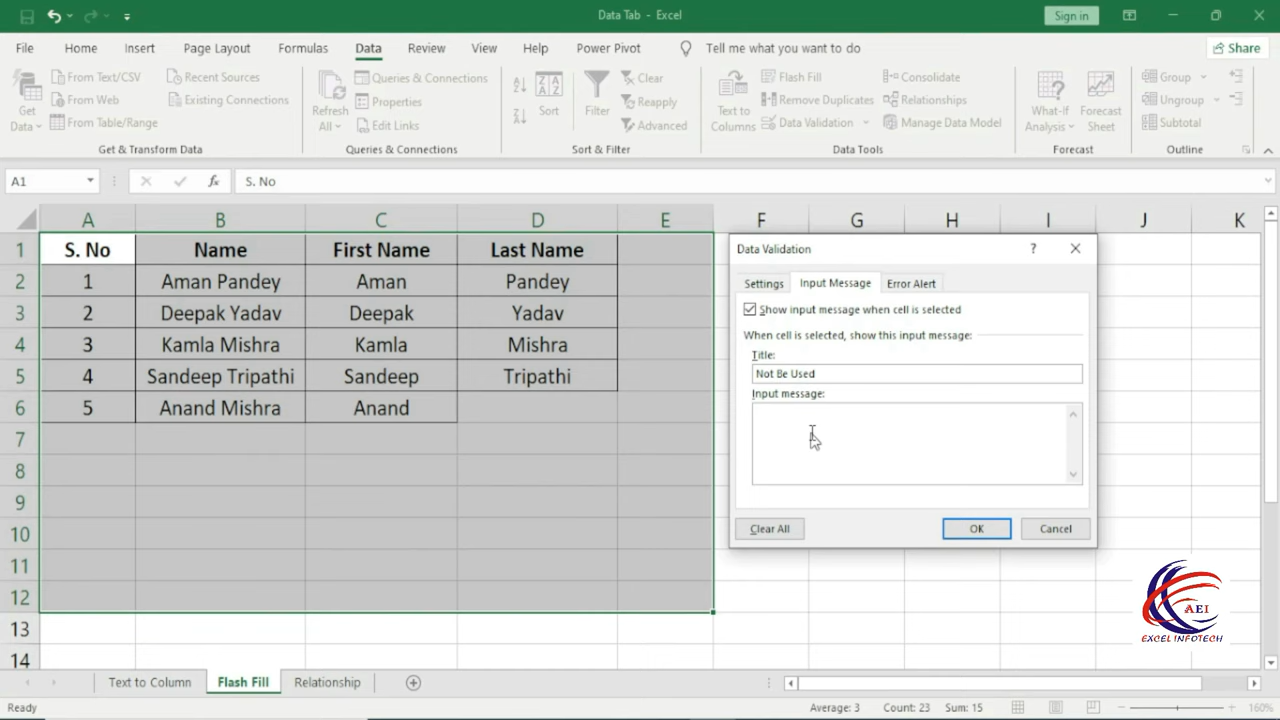 Data Tab - Excel
Sign in
File Home Insert Page Layout Formulas Data Review View Help Power Pivot Tell me what you want to do Share
Get Data
From Text/CSV
From Web
From Table/Range
Recent Sources
Existing Connections
Get & Transform Data
Refresh All
Queries & Connections
Properties
Edit Links
Queries & Connections
Sort
Filter
Clear
Reapply
Advanced
Sort & Filter
Text to Columns
Flash Fill
Remove Duplicates
Data Validation
Consolidate
Relationships
Manage Data Model
Data Tools
What-If Analysis
Forecast Sheet
Forecast
Group
Ungroup
Subtotal
Outline
A1 fx S. No
A B C D E F G H I J K
1 S. No Name First Name Last Name
2 1 Aman Pandey Aman Pandey
3 2 Deepak Yadav Deepak Yadav
4 3 Kamla Mishra Kamla Mishra
5 4 Sandeep Tripathi Sandeep Tripathi
6 5 Anand Mishra Anand
7
8
9
10
11
12
13
14
Data Validation ?
Settings Input Message Error Alert
Show input message when cell is selected
When cell is selected, show this input message:
Title:
Not Be Used
Input message:
Clear All OK Cancel
AEI
EXCEL INFOTECH
Text to Column Flash Fill Relationship
Ready Average: 3 Count: 23 Sum: 15 160%